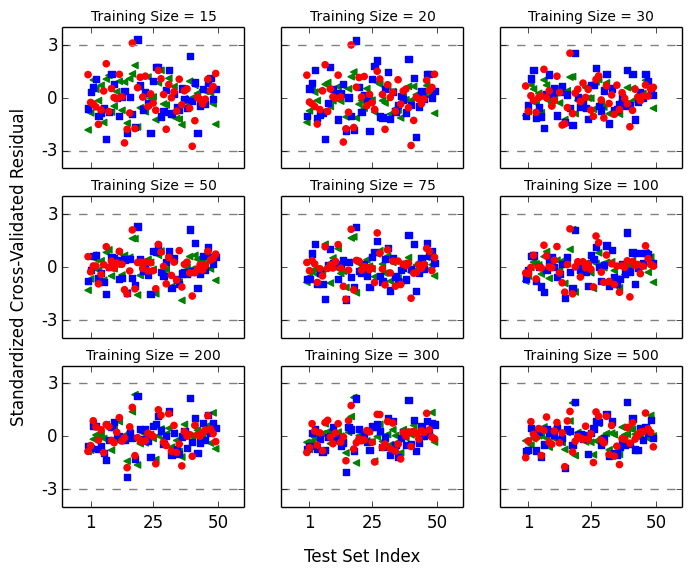 Training Size = 15
Training Size = 20
Training Size = 30
3
0
-3
Training Size = 50
Training Size = 75
Training Size = 100
3
0
-3
Training Size = 200
Training Size = 300
Training Size = 500
3
0
-3
1 25 50
1 25 50
1 25 50
Test Set Index
Standardized Cross-Validated Residual